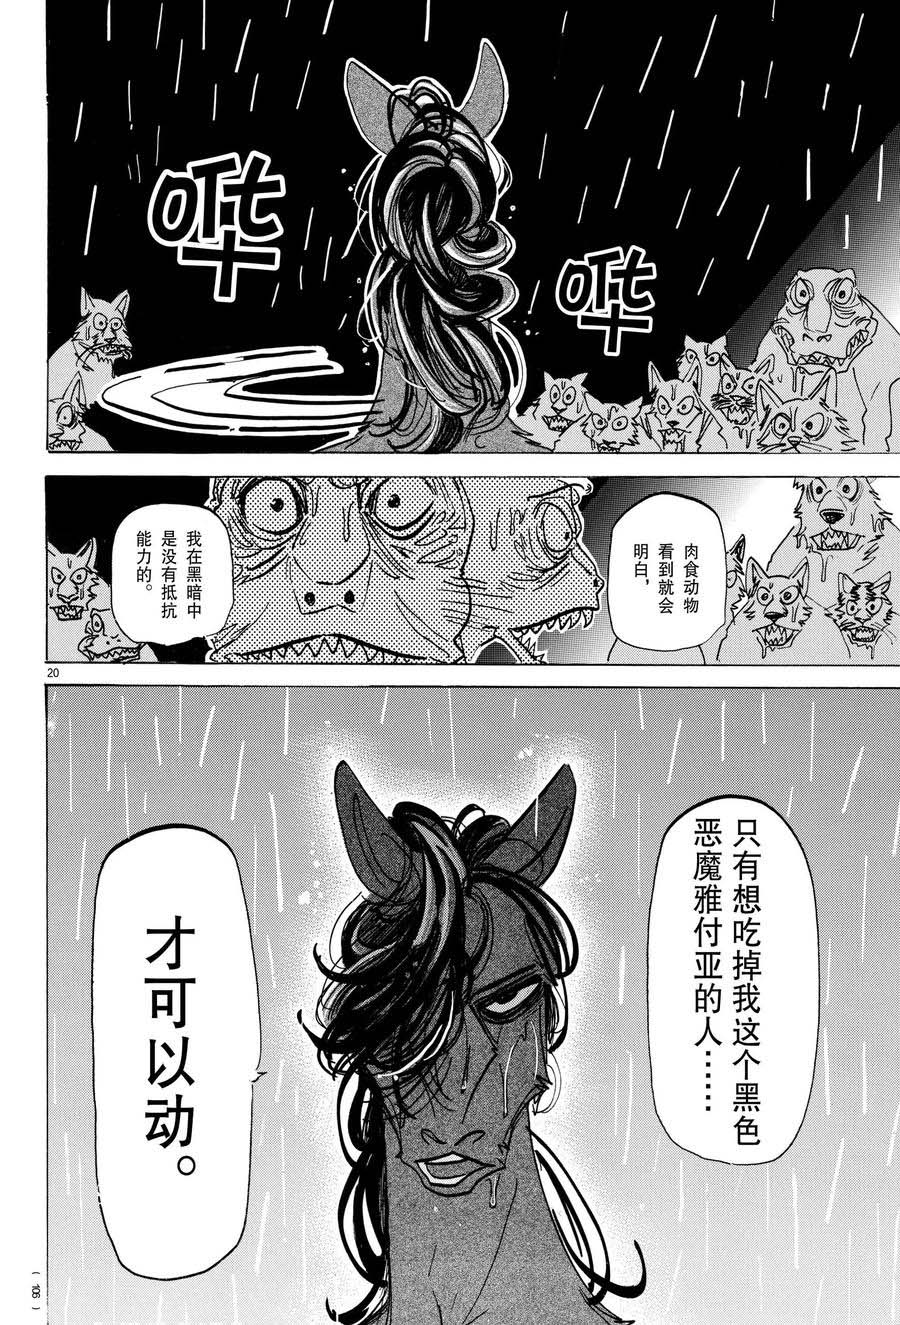 哗
哗
肉食动物
看到就会
明白，
我在黑暗中
是没有抵抗
能力的。
20
只有想吃掉我这个黑色
恶魔雅付亚的人……
才可以动。
( 106 )